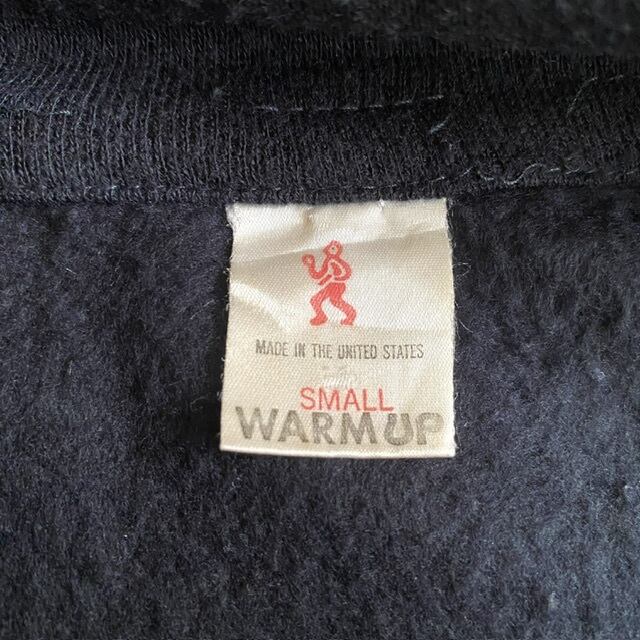 MADE IN THE UNITED STATES
SMALL
WARMUP